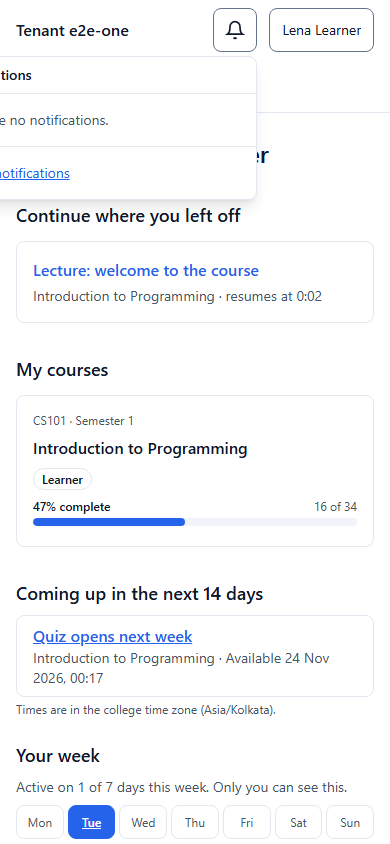 Tenant e2e-one
Lena Learner
tions
e no notifications.
notifications
er
Continue where you left off
Lecture: welcome to the course
Introduction to Programming · resumes at 0:02
My courses
CS101 · Semester 1
Introduction to Programming
Learner
47% complete
16 of 34
Coming up in the next 14 days
Quiz opens next week
Introduction to Programming · Available 24 Nov
2026, 00:17
Times are in the college time zone (Asia/Kolkata).
Your week
Active on 1 of 7 days this week. Only you can see this.
Mon Tue Wed Thu Fri Sat Sun